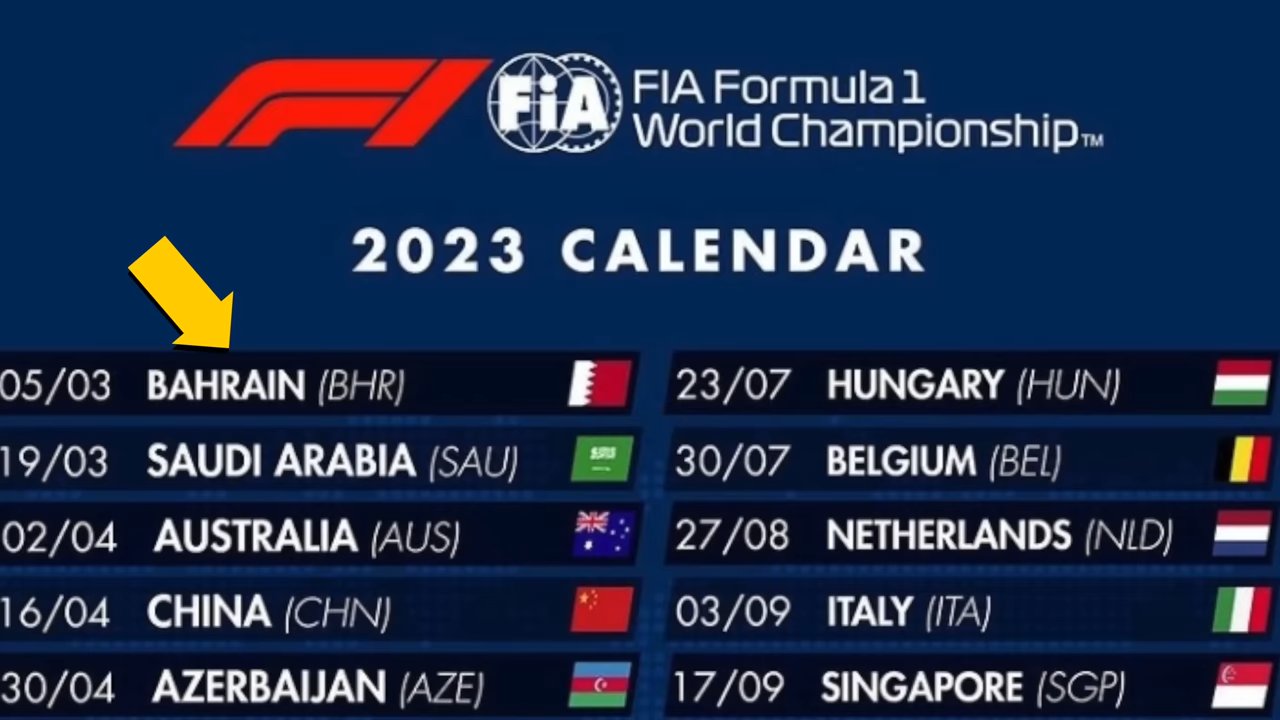 F1 FIA FIA Formula 1
World Championship™
2023 CALENDAR
05/03 BAHRAIN (BHR)
19/03 SAUDI ARABIA (SAU)
02/04 AUSTRALIA (AUS)
16/04 CHINA (CHN)
30/04 AZERBAIJAN (AZE)
23/07 HUNGARY (HUN)
30/07 BELGIUM (BEL)
27/08 NETHERLANDS (NLD)
03/09 ITALY (ITA)
17/09 SINGAPORE (SGP)